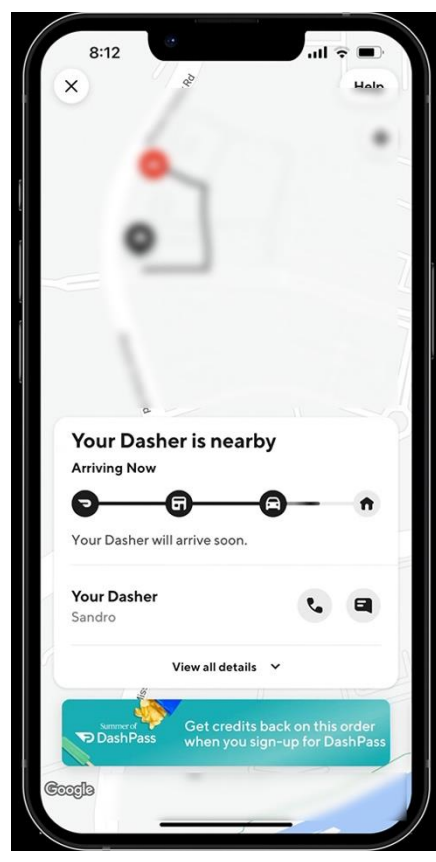 8:12
Help
Rd
Your Dasher is nearby
Arriving Now
Your Dasher will arrive soon.
Your Dasher
Sandro
View all details
Summer of
DashPass
Get credits back on this order
when you sign-up for DashPass
Google